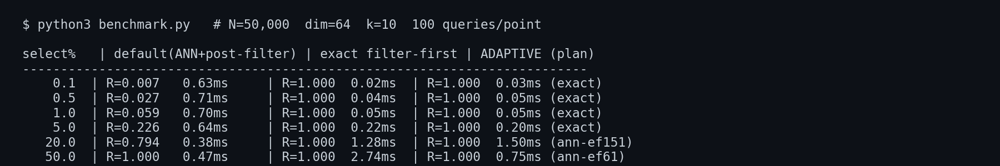 $ python3 benchmark.py   # N=50,000  dim=64  k=10  100 queries/point
select%   | default(ANN+post-filter) | exact filter-first | ADAPTIVE (plan)
--------------------------------------------------------------------------
    0.1  | R=0.007   0.63ms     | R=1.000  0.02ms  | R=1.000  0.03ms (exact)
    0.5  | R=0.027   0.71ms     | R=1.000  0.04ms  | R=1.000  0.05ms (exact)
    1.0  | R=0.059   0.70ms     | R=1.000  0.05ms  | R=1.000  0.05ms (exact)
    5.0  | R=0.226   0.64ms     | R=1.000  0.22ms  | R=1.000  0.20ms (exact)
   20.0  | R=0.794   0.38ms     | R=1.000  1.28ms  | R=1.000  1.50ms (ann-ef151)
   50.0  | R=1.000   0.47ms     | R=1.000  2.74ms  | R=1.000  0.75ms (ann-ef61)